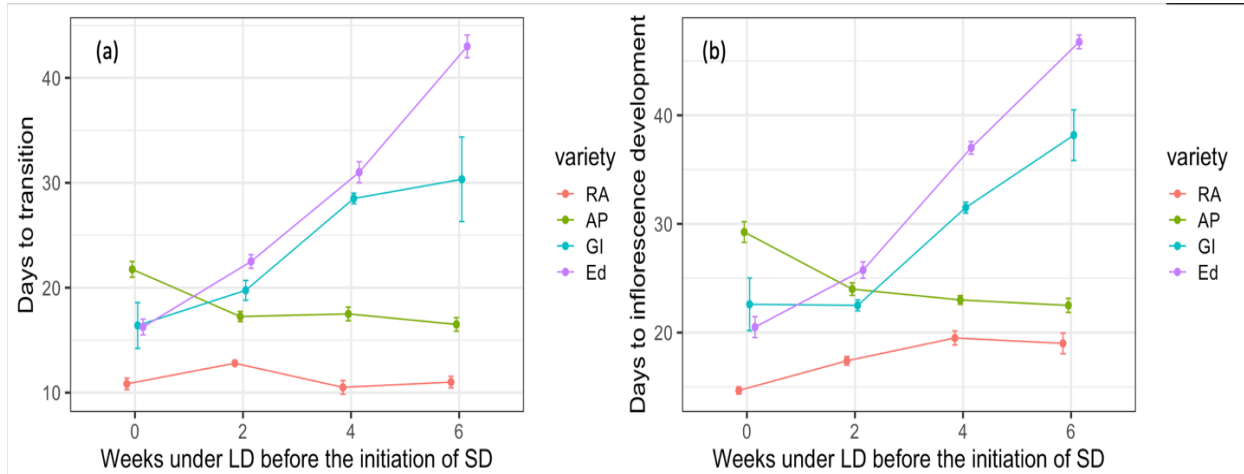 (a)
Days to transition
40
30
20
10
0 2 4 6
Weeks under LD before the initiation of SD
variety
RA
AP
GI
Ed
(b)
Days to inflorescence development
40
30
20
0 2 4 6
Weeks under LD before the initiation of SD
variety
RA
AP
GI
Ed